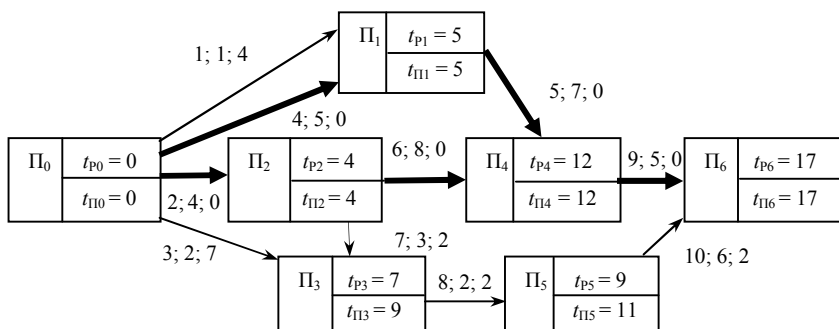 П1 tР1 = 5
tП1 = 5
1; 1; 4
4; 5; 0
5; 7; 0
П0 tР0 = 0
tП0 = 0
2; 4; 0
П2 tР2 = 4
tП2 = 4
6; 8; 0
П4 tР4 = 12
tП4 = 12
9; 5; 0
П6 tР6 = 17
tП6 = 17
3; 2; 7
7; 3; 2
П3 tР3 = 7
tП3 = 9
8; 2; 2
П5 tР5 = 9
tП5 = 11
10; 6; 2